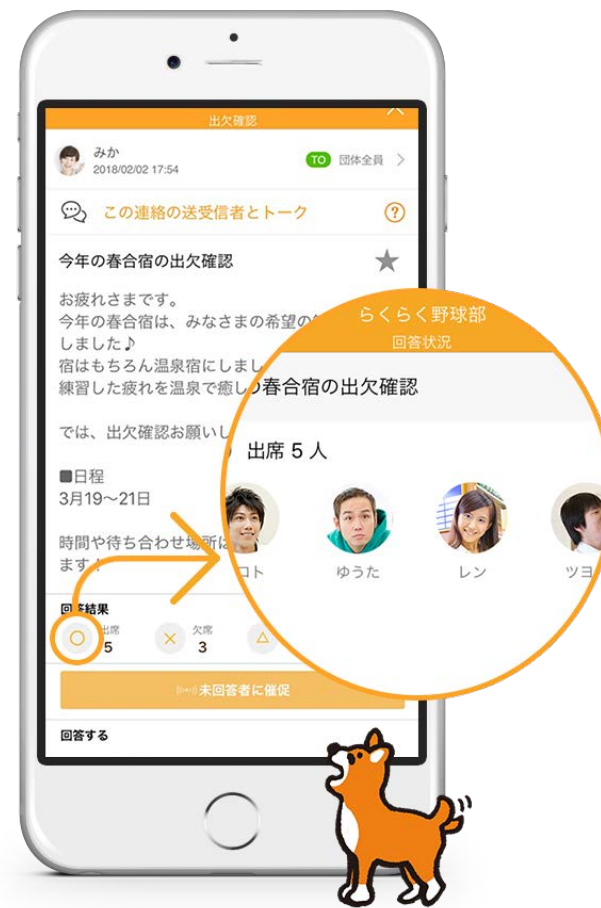 出欠確認
みか
2018/02/02 17:54
TO 団体全員
この連絡の送受信者とトーク
?
今年の春合宿の出欠確認
お疲れさまです。
今年の春合宿は、みなさまの希望の
しました♪
宿はもちろん温泉宿にしまし
練習した疲れを温泉で癒し
では、出欠確認お願いし
■日程
3月19～21日
時間や待ち合わせ場所は
ます!
回答結果
出席
5
欠席
3
未回答者に催促
回答する
らくらく野球部
回答状況
春合宿の出欠確認
出席 5 人
コト ゆうた レン ツヨ